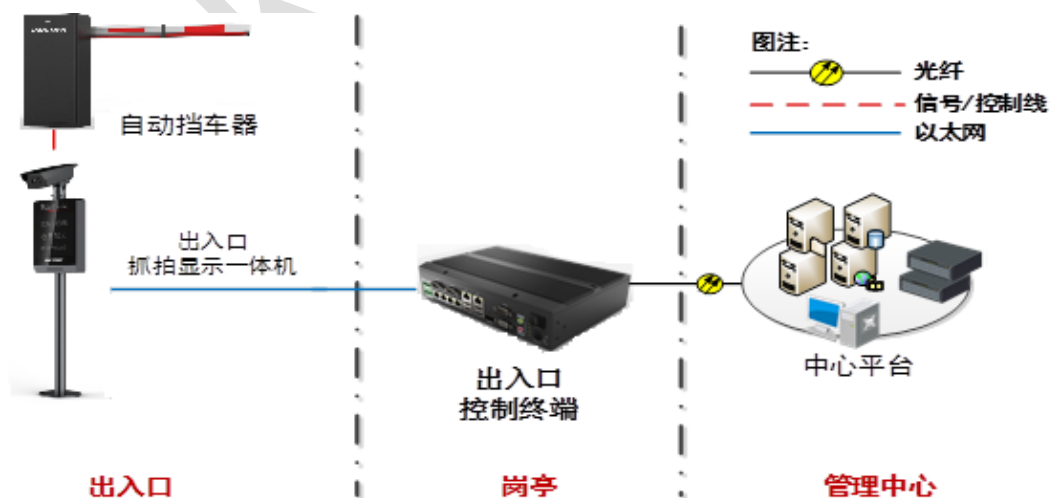 图注：
光纤
信号/控制线
以太网
自动挡车器
出入口
抓拍显示一体机
出入口
控制终端
中心平台
出入口
岗亭
管理中心